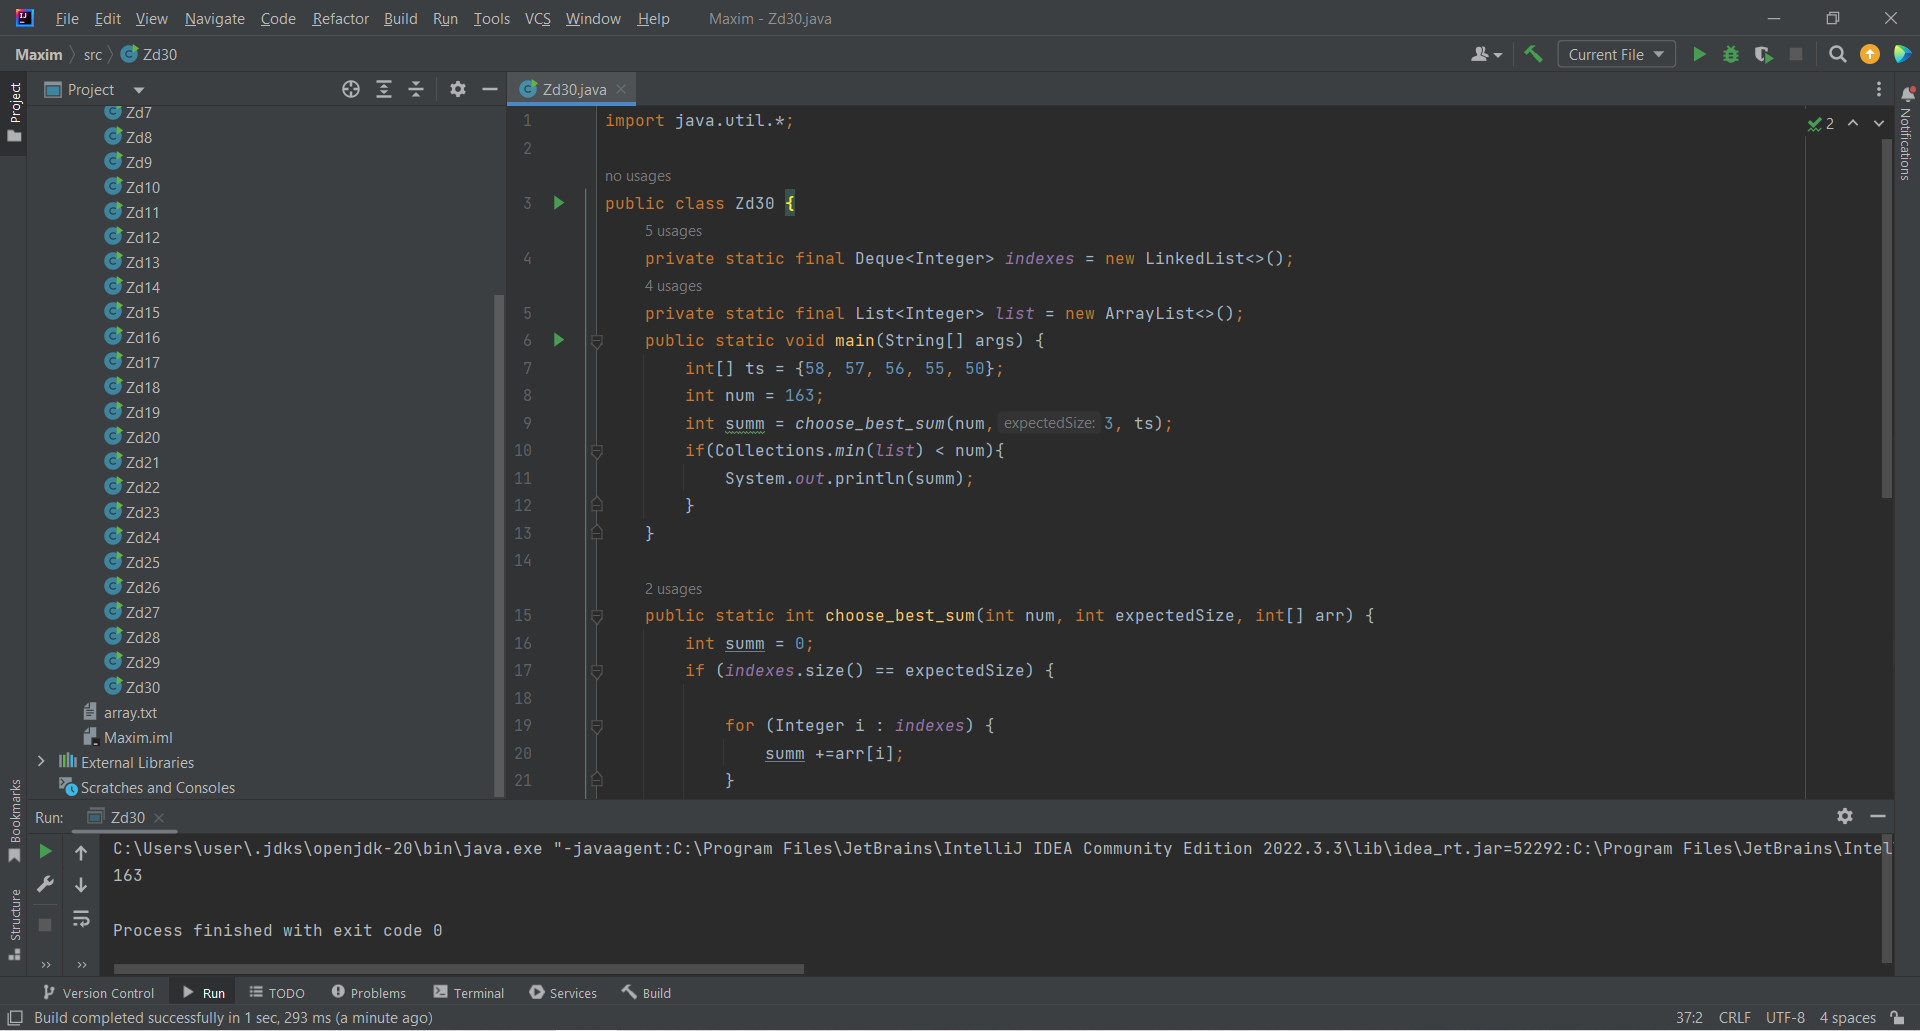 File Edit View Navigate Code Refactor Build Run Tools VCS Window Help Maxim - Zd30.java
Maxim src Zd30 Current File
Project
Project
Zd7
Zd8
Zd9
Zd10
Zd11
Zd12
Zd13
Zd14
Zd15
Zd16
Zd17
Zd18
Zd19
Zd20
Zd21
Zd22
Zd23
Zd24
Zd25
Zd26
Zd27
Zd28
Zd29
Zd30
array.txt
Maxim.iml
External Libraries
Scratches and Consoles
Bookmarks
Structure
Zd30.java
2
Notifications
1 import java.util.*;
2
no usages
3 public class Zd30 {
5 usages
4 private static final Deque<Integer> indexes = new LinkedList<>();
4 usages
5 private static final List<Integer> list = new ArrayList<>();
6 public static void main(String[] args) {
7 int[] ts = {58, 57, 56, 55, 50};
8 int num = 163;
9 int summ = choose_best_sum(num, expectedSize: 3, ts);
10 if(Collections.min(list) < num){
11 System.out.println(summ);
12 }
13 }
14
2 usages
15 public static int choose_best_sum(int num, int expectedSize, int[] arr) {
16 int summ = 0;
17 if (indexes.size() == expectedSize) {
18
19 for (Integer i : indexes) {
20 summ +=arr[i];
21 }
Run: Zd30
C:\Users\user\.jdks\openjdk-20\bin\java.exe "-javaagent:C:\Program Files\JetBrains\IntelliJ IDEA Community Edition 2022.3.3\lib\idea_rt.jar=52292:C:\Program Files\JetBrains\Intel
163
Process finished with exit code 0
Version Control Run TODO Problems Terminal Services Build
Build completed successfully in 1 sec, 293 ms (a minute ago) 37:2 CRLF UTF-8 4 spaces